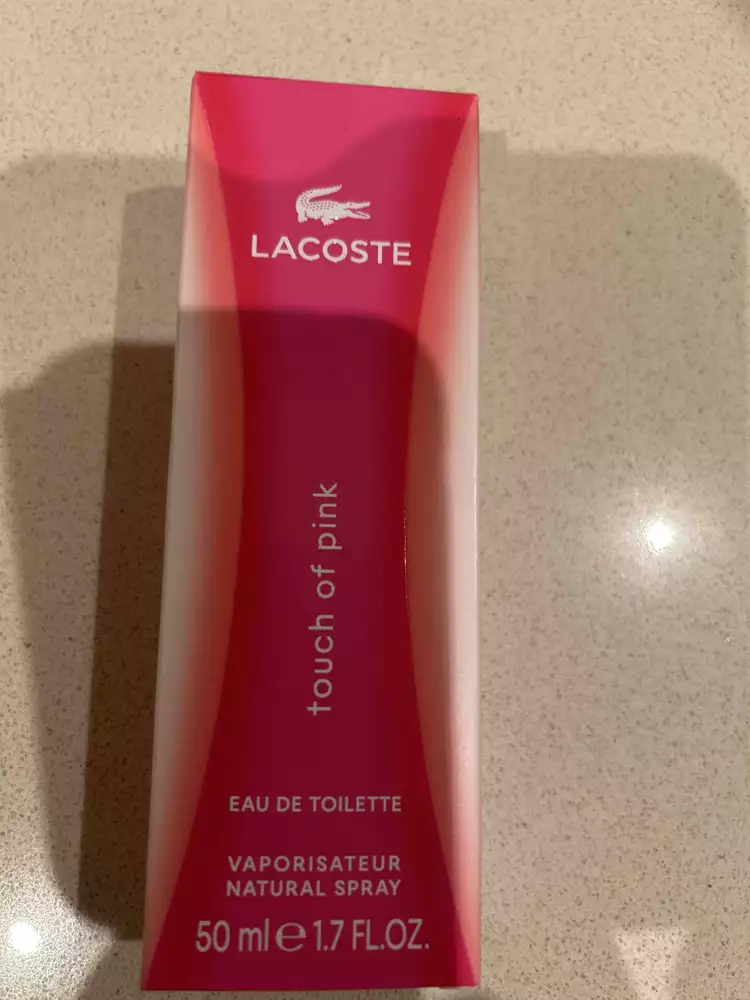 LACOSTE
touch of pink
EAU DE TOILETTE
VAPORISATEUR
NATURAL SPRAY
50 ml e 1.7 FL.OZ.